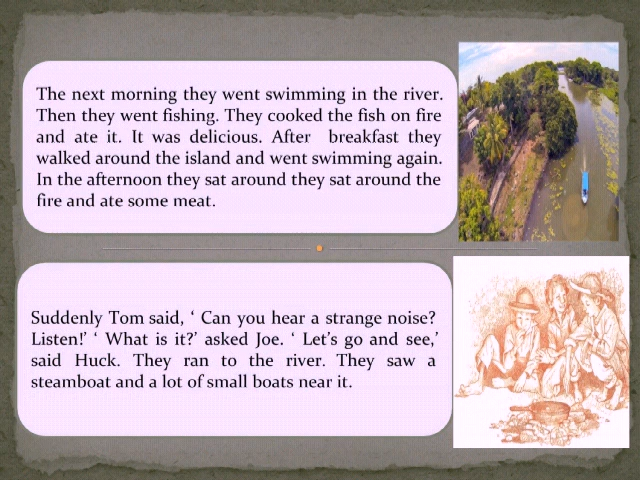 The next morning they went swimming in the river.
Then they went fishing. They cooked the fish on fire
and ate it. It was delicious. After  breakfast they
walked around the island and went swimming again.
In the afternoon they sat around they sat around the
fire and ate some meat.
Suddenly Tom said, ‘ Can you hear a strange noise?
Listen!’ ‘ What is it?’ asked Joe. ‘ Let’s go and see,’
said Huck. They ran to the river. They saw a
steamboat and a lot of small boats near it.